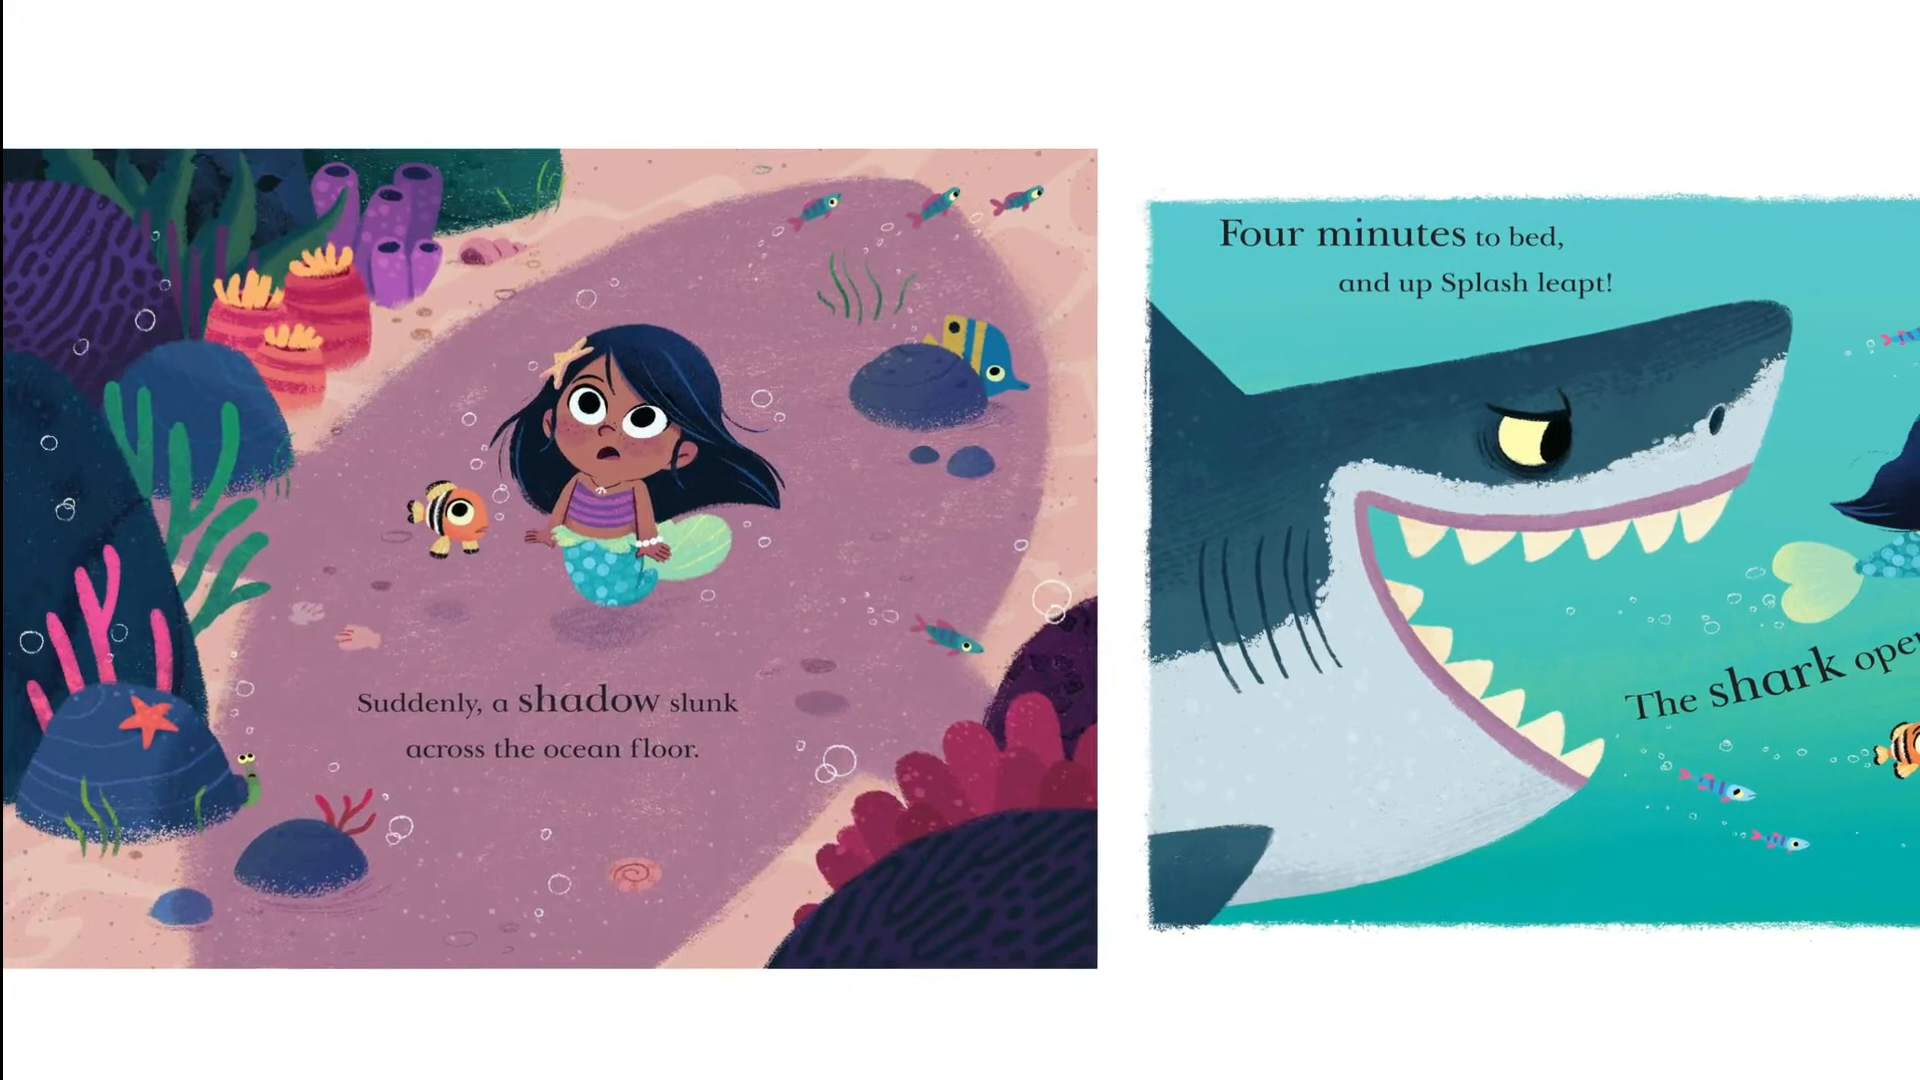 Suddenly, a shadow slunk
across the ocean floor.
Four minutes to bed,
and up Splash leapt!
The shark